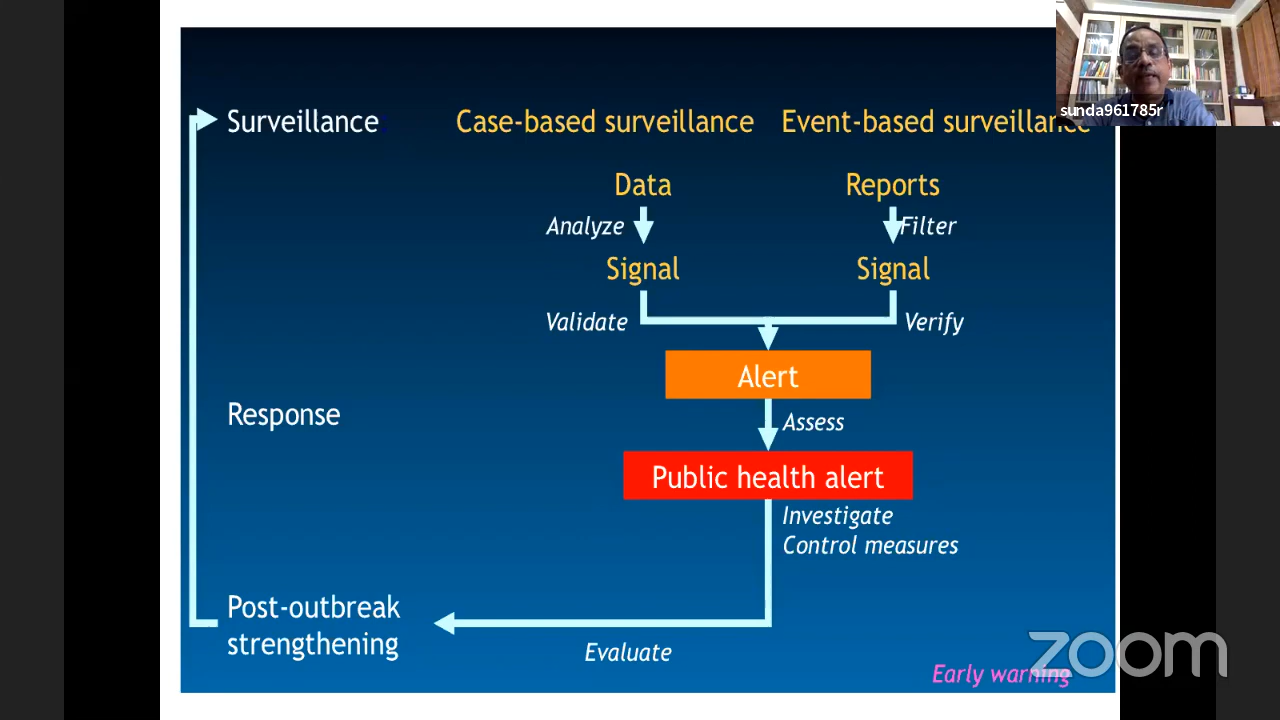 sunda961785r
Surveillance Case-based surveillance Event-based surveillance
Data Reports
Analyze Filter
Signal Signal
Validate Verify
Alert
Response Assess
Public health alert
Investigate
Control measures
Post-outbreak
strengthening
Evaluate
Early warning
zoom